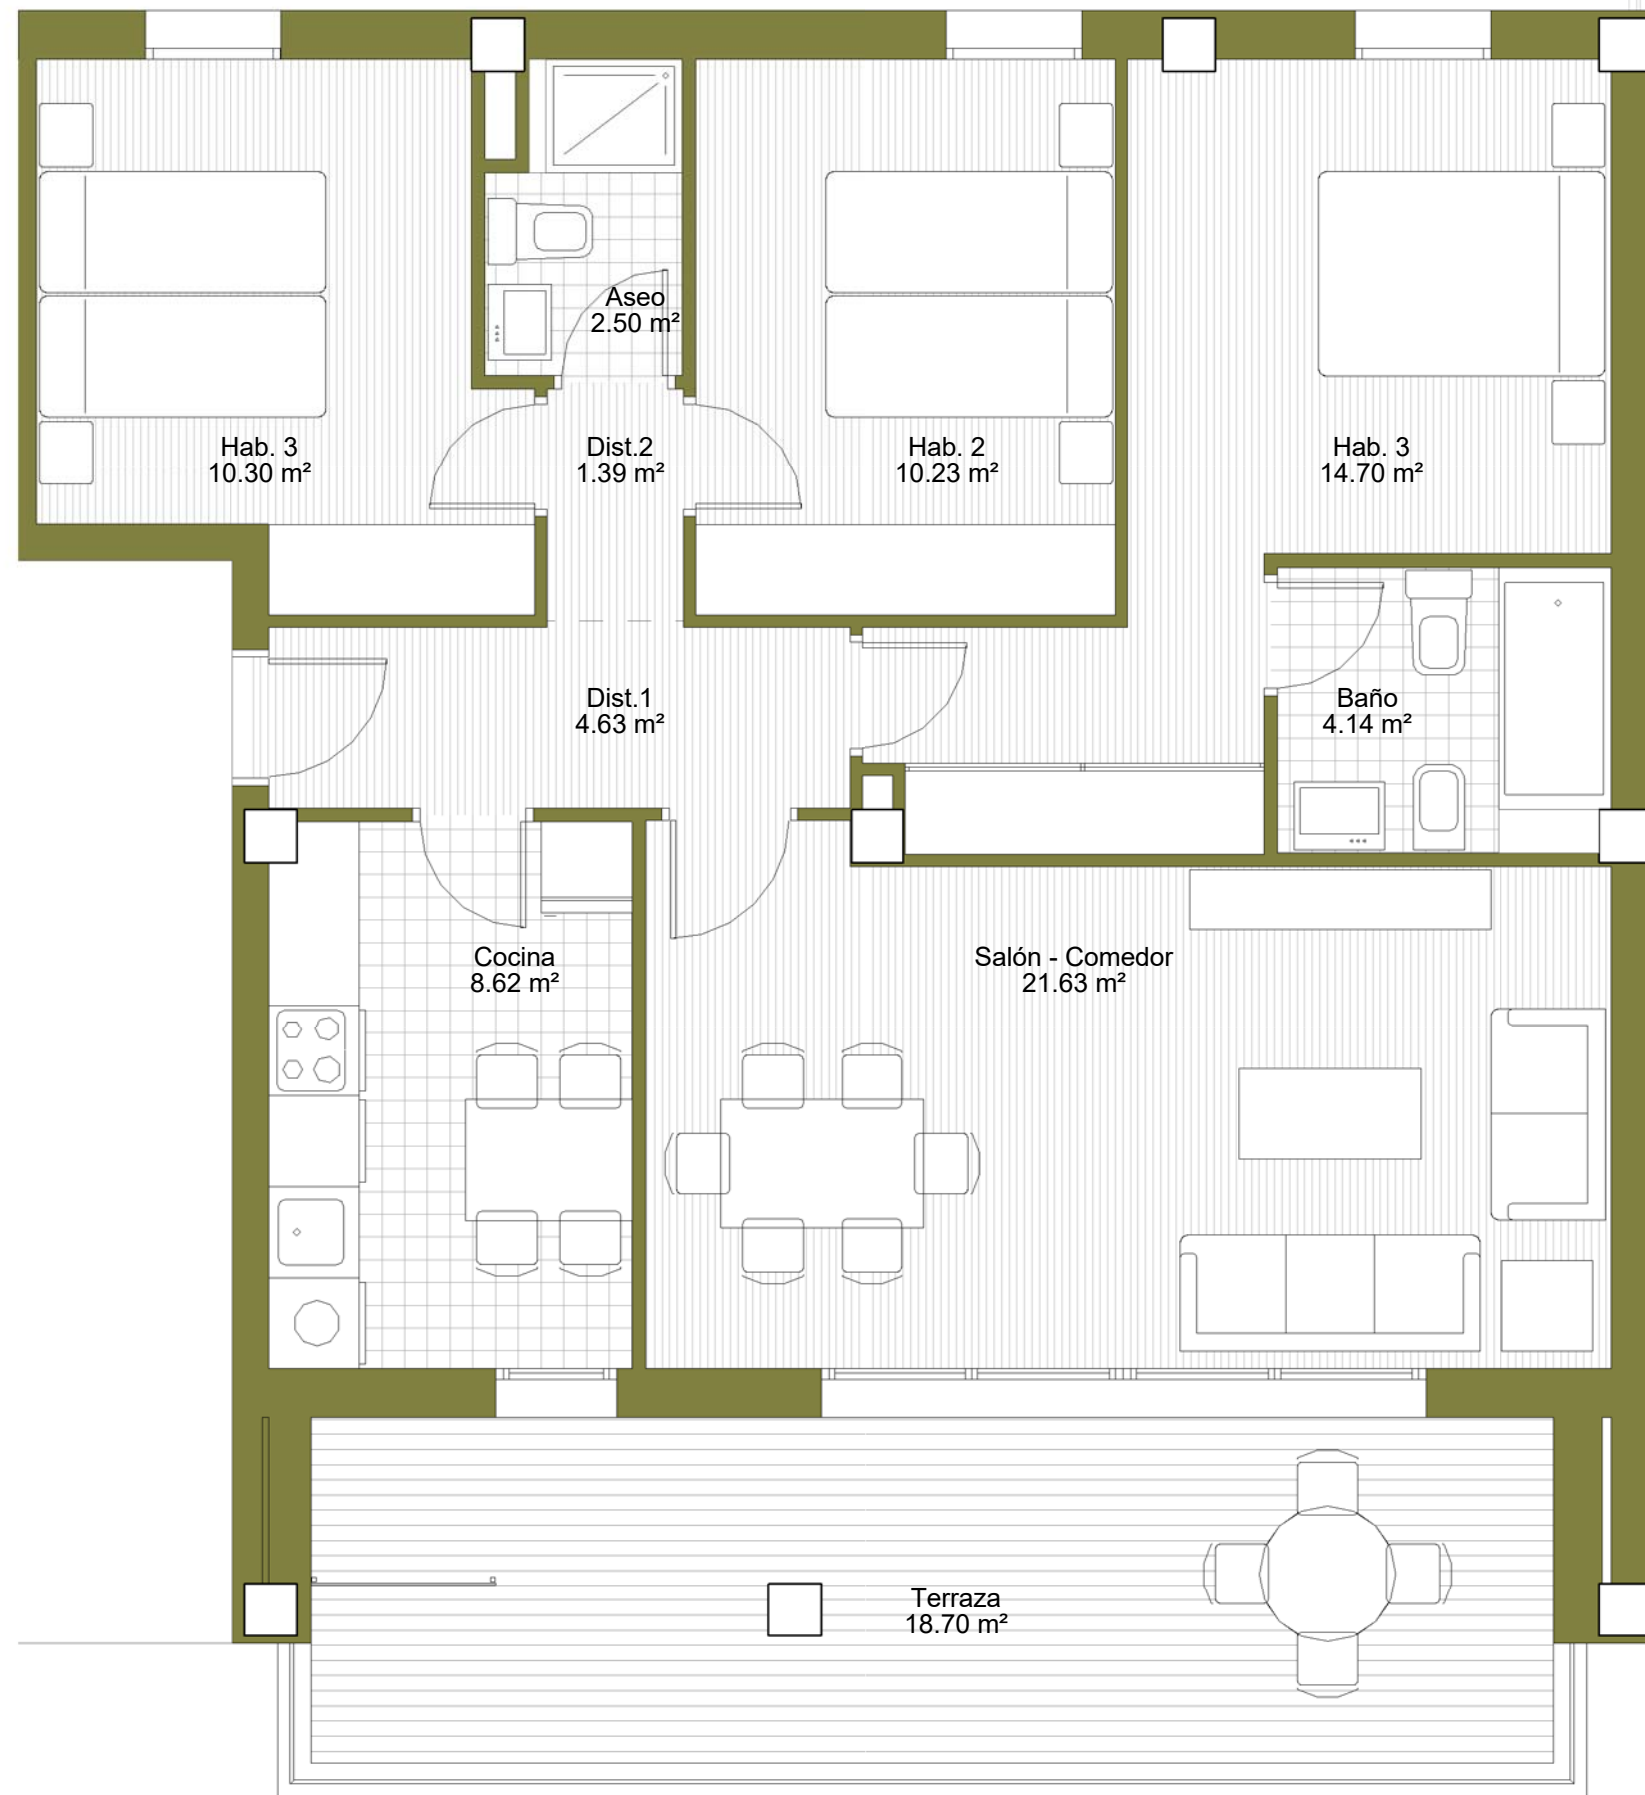 Aseo
2.50 m²
Hab. 3
10.30 m²
Dist.2
1.39 m²
Hab. 2
10.23 m²
Hab. 3
14.70 m²
Dist.1
4.63 m²
Baño
4.14 m²
Cocina
8.62 m²
Salón - Comedor
21.63 m²
Terraza
18.70 m²